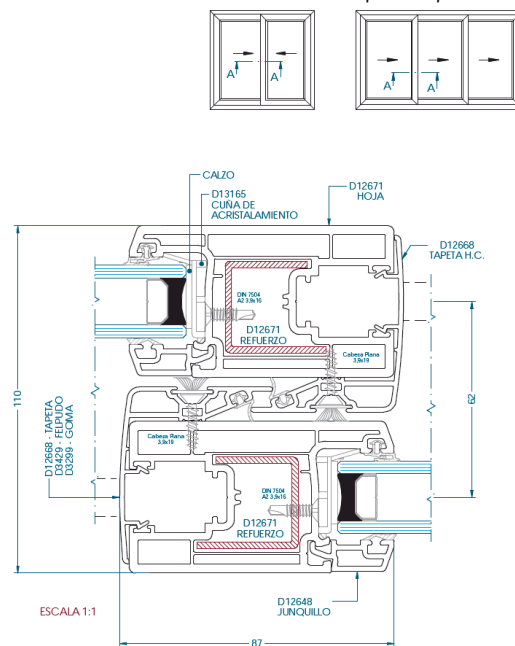 A
A
A
A
CALZO
D13165
CUÑA DE
ACRISTALAMIENTO
D12671
HOJA
D12668
TAPETA H.C.
DIN 7504
A2 3,9x16
D12671
REFUERZO
Cabeza Plana
3,9x19
110
62
D12668 - TAPETA
D3429 - FELPUDO
D3299 - GOMA
Cabeza Plana
3,9x19
DIN 7504
A2 3,9x16
D12671
REFUERZO
D12648
JUNQUILLO
ESCALA 1:1
87